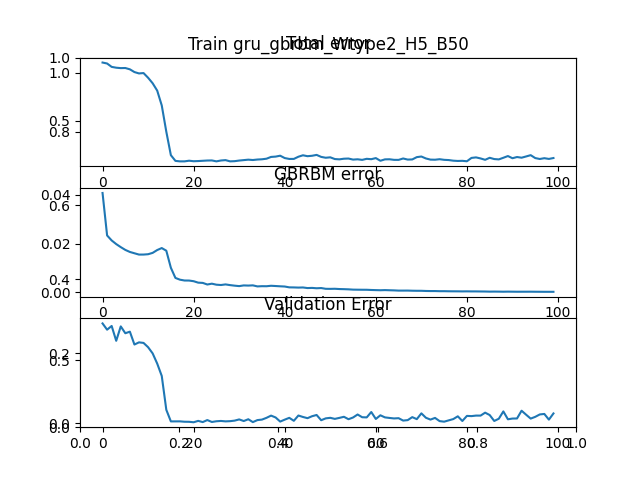 Total error
Train gru_gbrbm_Wtype2_H5_B50
1.0
1.0
0.5
0.8
0 20 40 60 80 100
GBRBM error
0.04
0.6
0.02
0.4
0.00
0 20 40 60 80 100
Validation Error
0.2
0.5
0.0
0.0
0.0 0 0.2 20 0.4 40 0.6 60 0.8 80 100 1.0